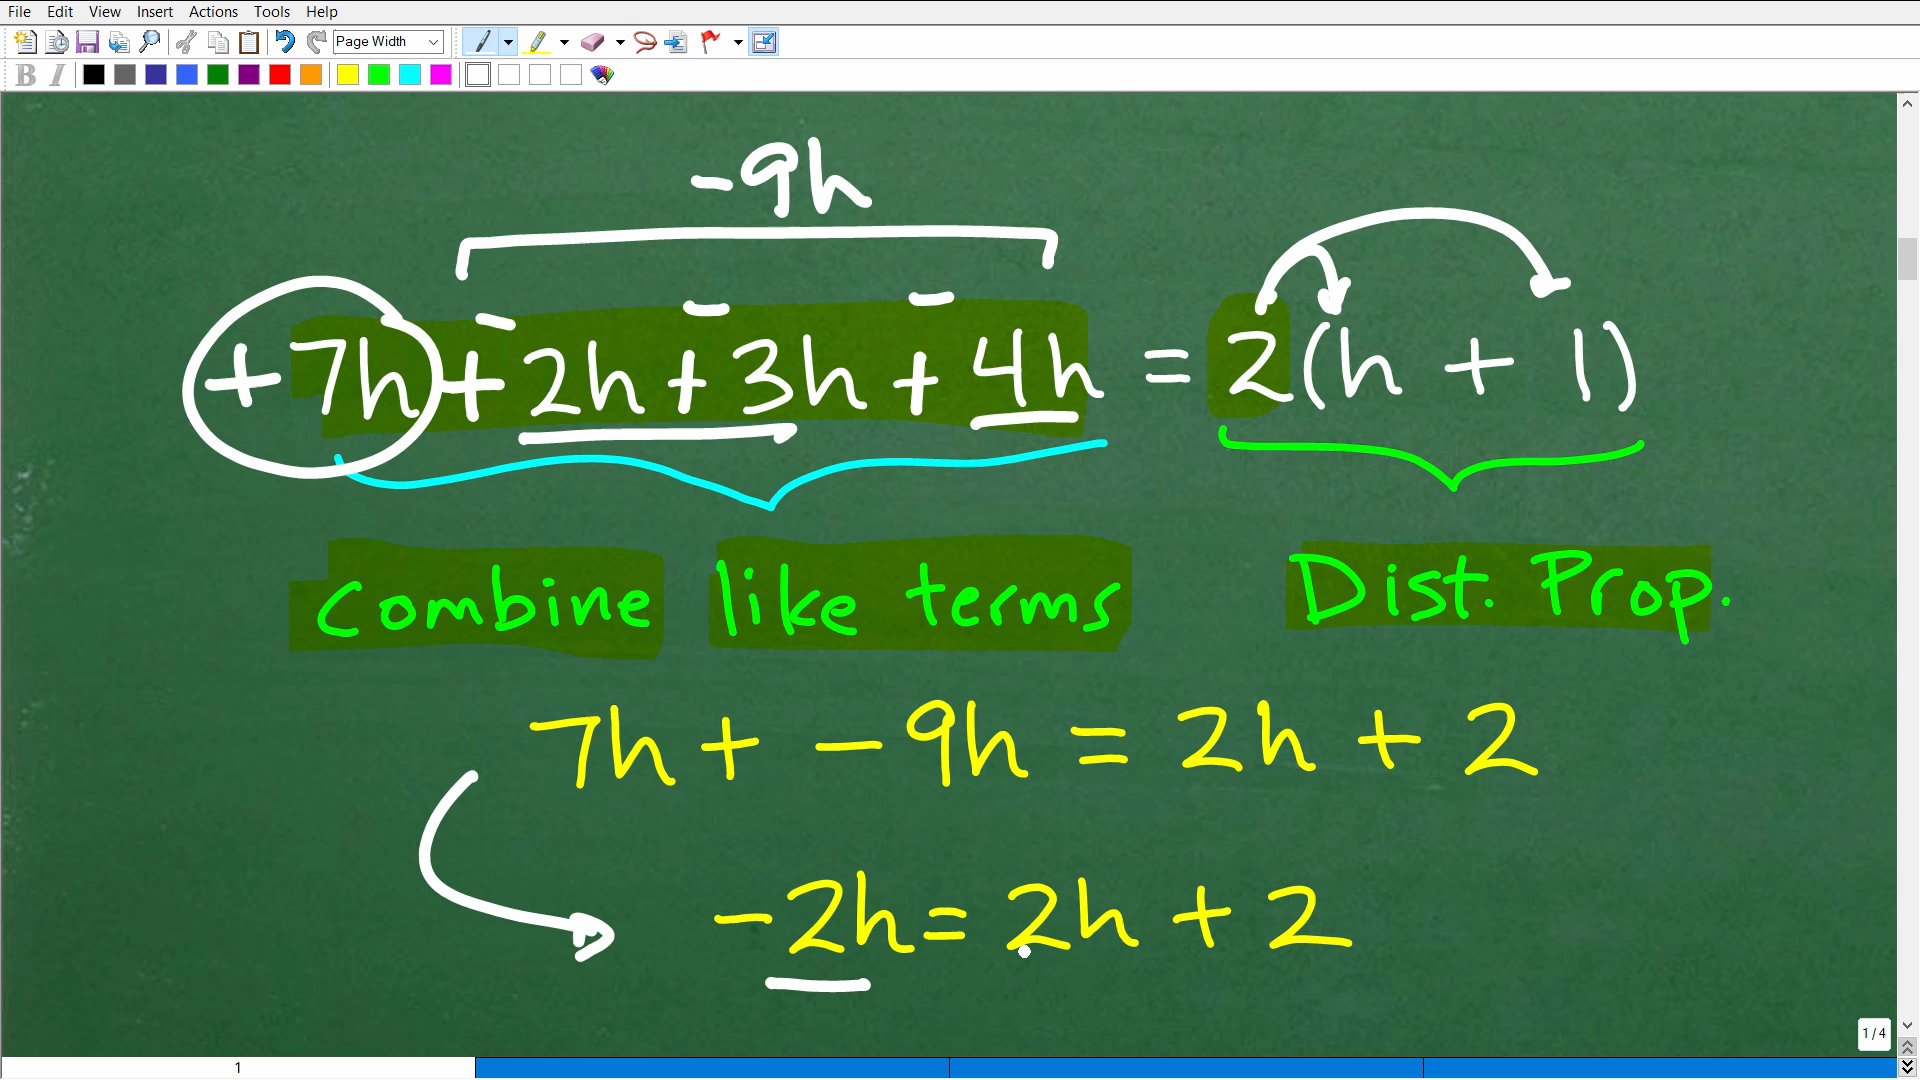 File Edit View Insert Actions Tools Help
Page Width
B I
-9h
- - -
+7h + 2h + 3h + 4h = 2(h + 1)
Combine like terms Dist. Prop.
7h + -9h = 2h + 2
-2h = 2h + 2
1 / 4
1